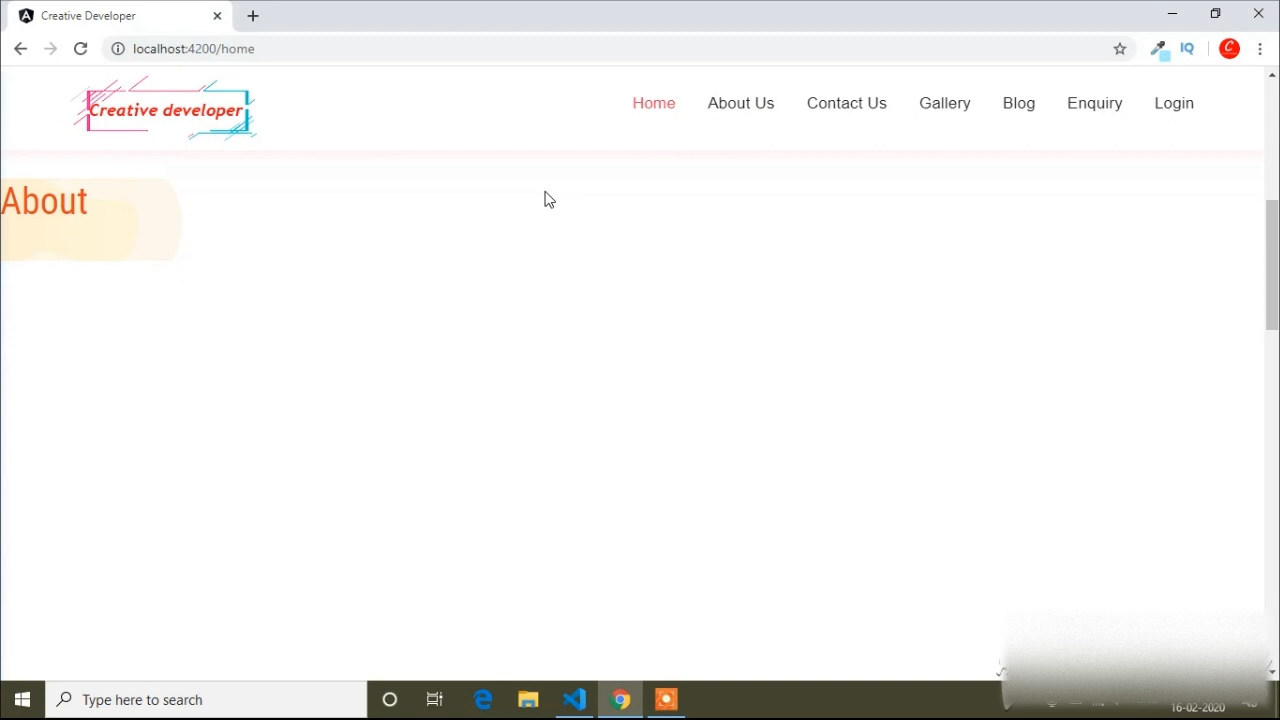 Creative Developer
localhost:4200/home
IQ
C
Creative developer
Home About Us Contact Us Gallery Blog Enquiry Login
About
Type here to search
16-02-2020